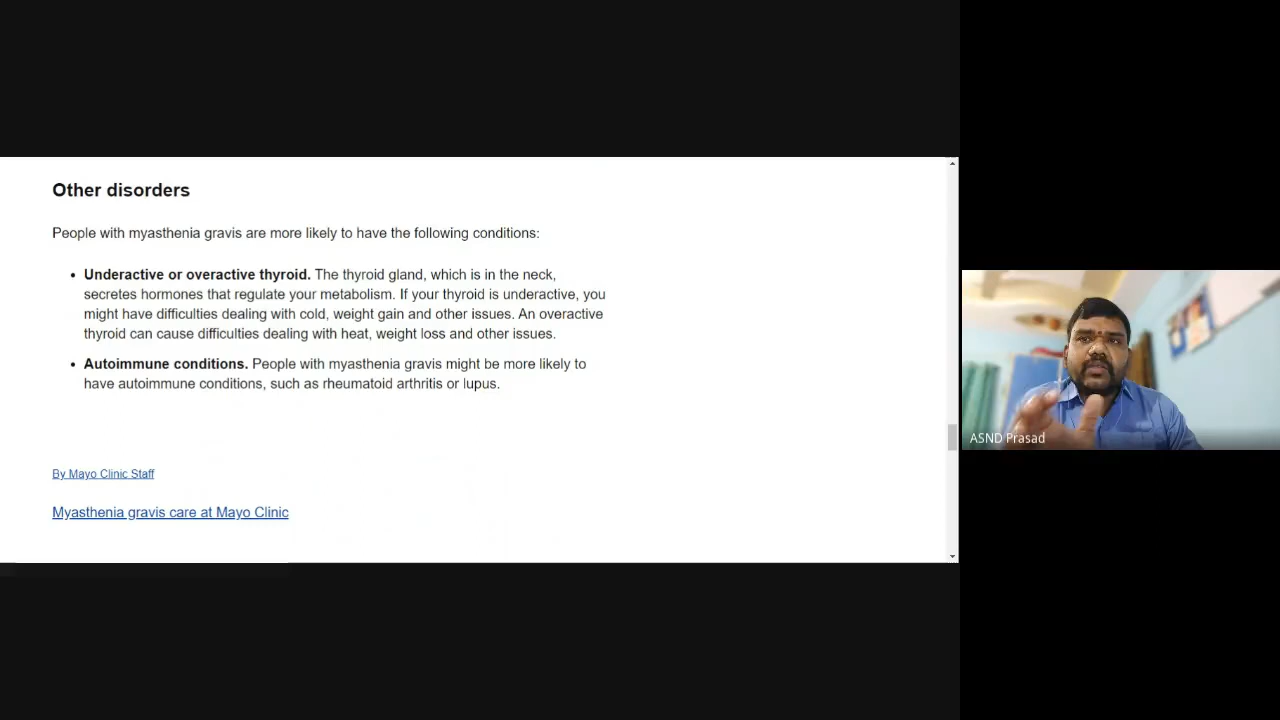 Other disorders
People with myasthenia gravis are more likely to have the following conditions:
• Underactive or overactive thyroid. The thyroid gland, which is in the neck,
secretes hormones that regulate your metabolism. If your thyroid is underactive, you
might have difficulties dealing with cold, weight gain and other issues. An overactive
thyroid can cause difficulties dealing with heat, weight loss and other issues.
• Autoimmune conditions. People with myasthenia gravis might be more likely to
have autoimmune conditions, such as rheumatoid arthritis or lupus.
By Mayo Clinic Staff
Myasthenia gravis care at Mayo Clinic
ASND Prasad